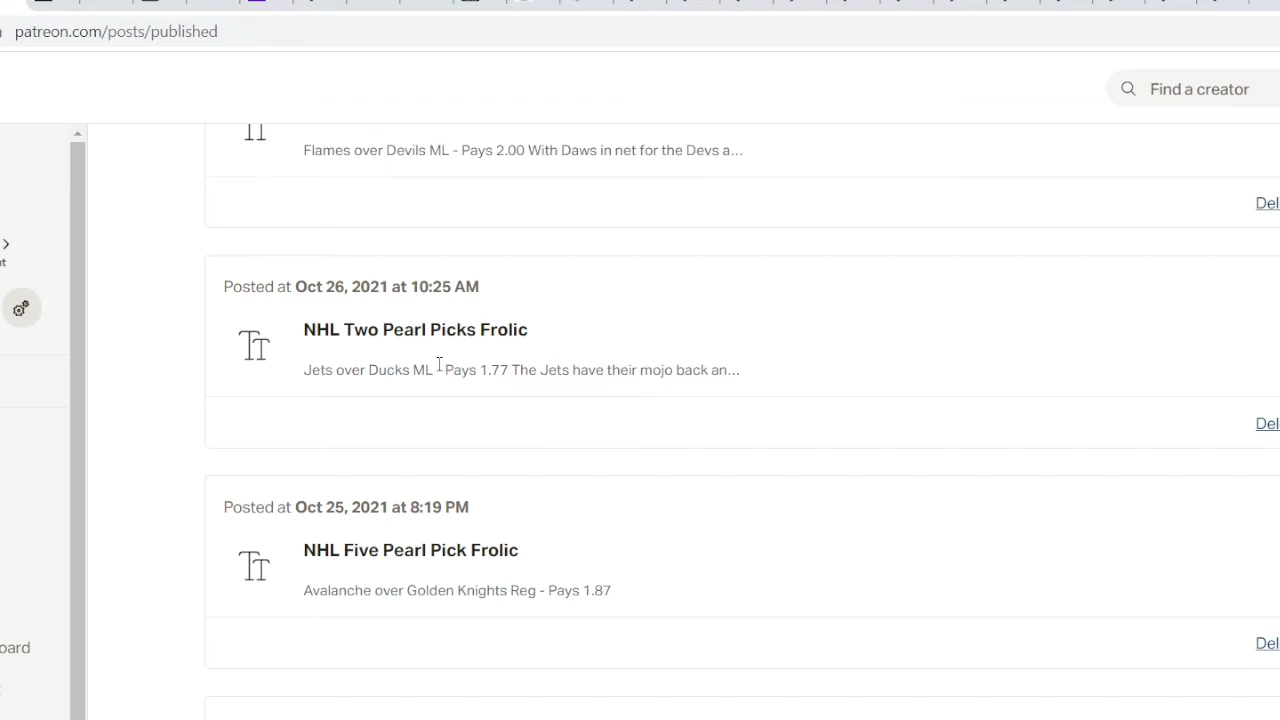 patreon.com/posts/published
Find a creator
Flames over Devils ML - Pays 2.00 With Daws in net for the Devs a...
Del
Posted at Oct 26, 2021 at 10:25 AM
NHL Two Pearl Picks Frolic
Jets over Ducks ML - Pays 1.77 The Jets have their mojo back an...
Del
Posted at Oct 25, 2021 at 8:19 PM
NHL Five Pearl Pick Frolic
Avalanche over Golden Knights Reg - Pays 1.87
Del
oard